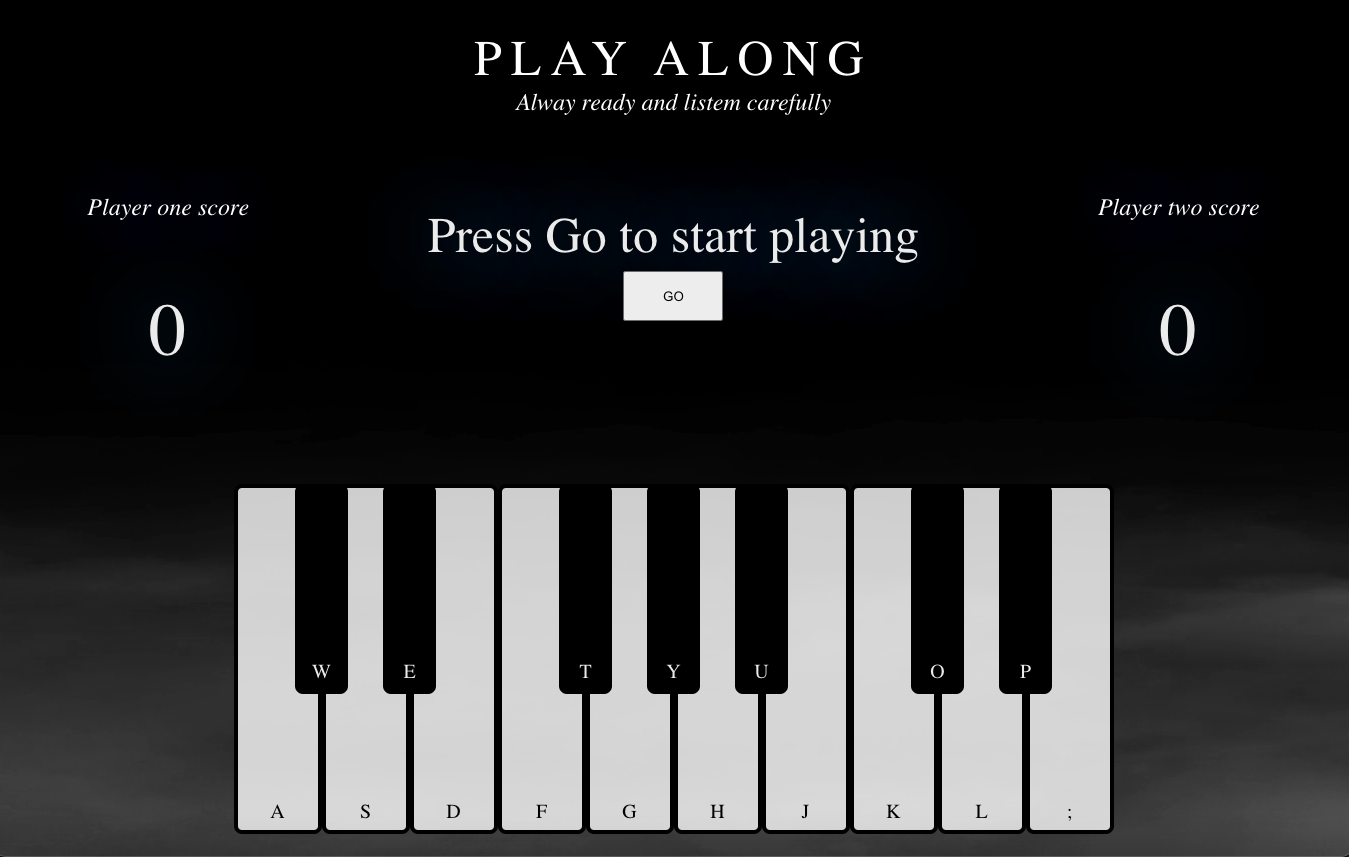 PLAY ALONG
Alway ready and listem carefully
Player one score
Press Go to start playing
Player two score
GO
0
0
W E T Y U O P
A S D F G H J K L ;